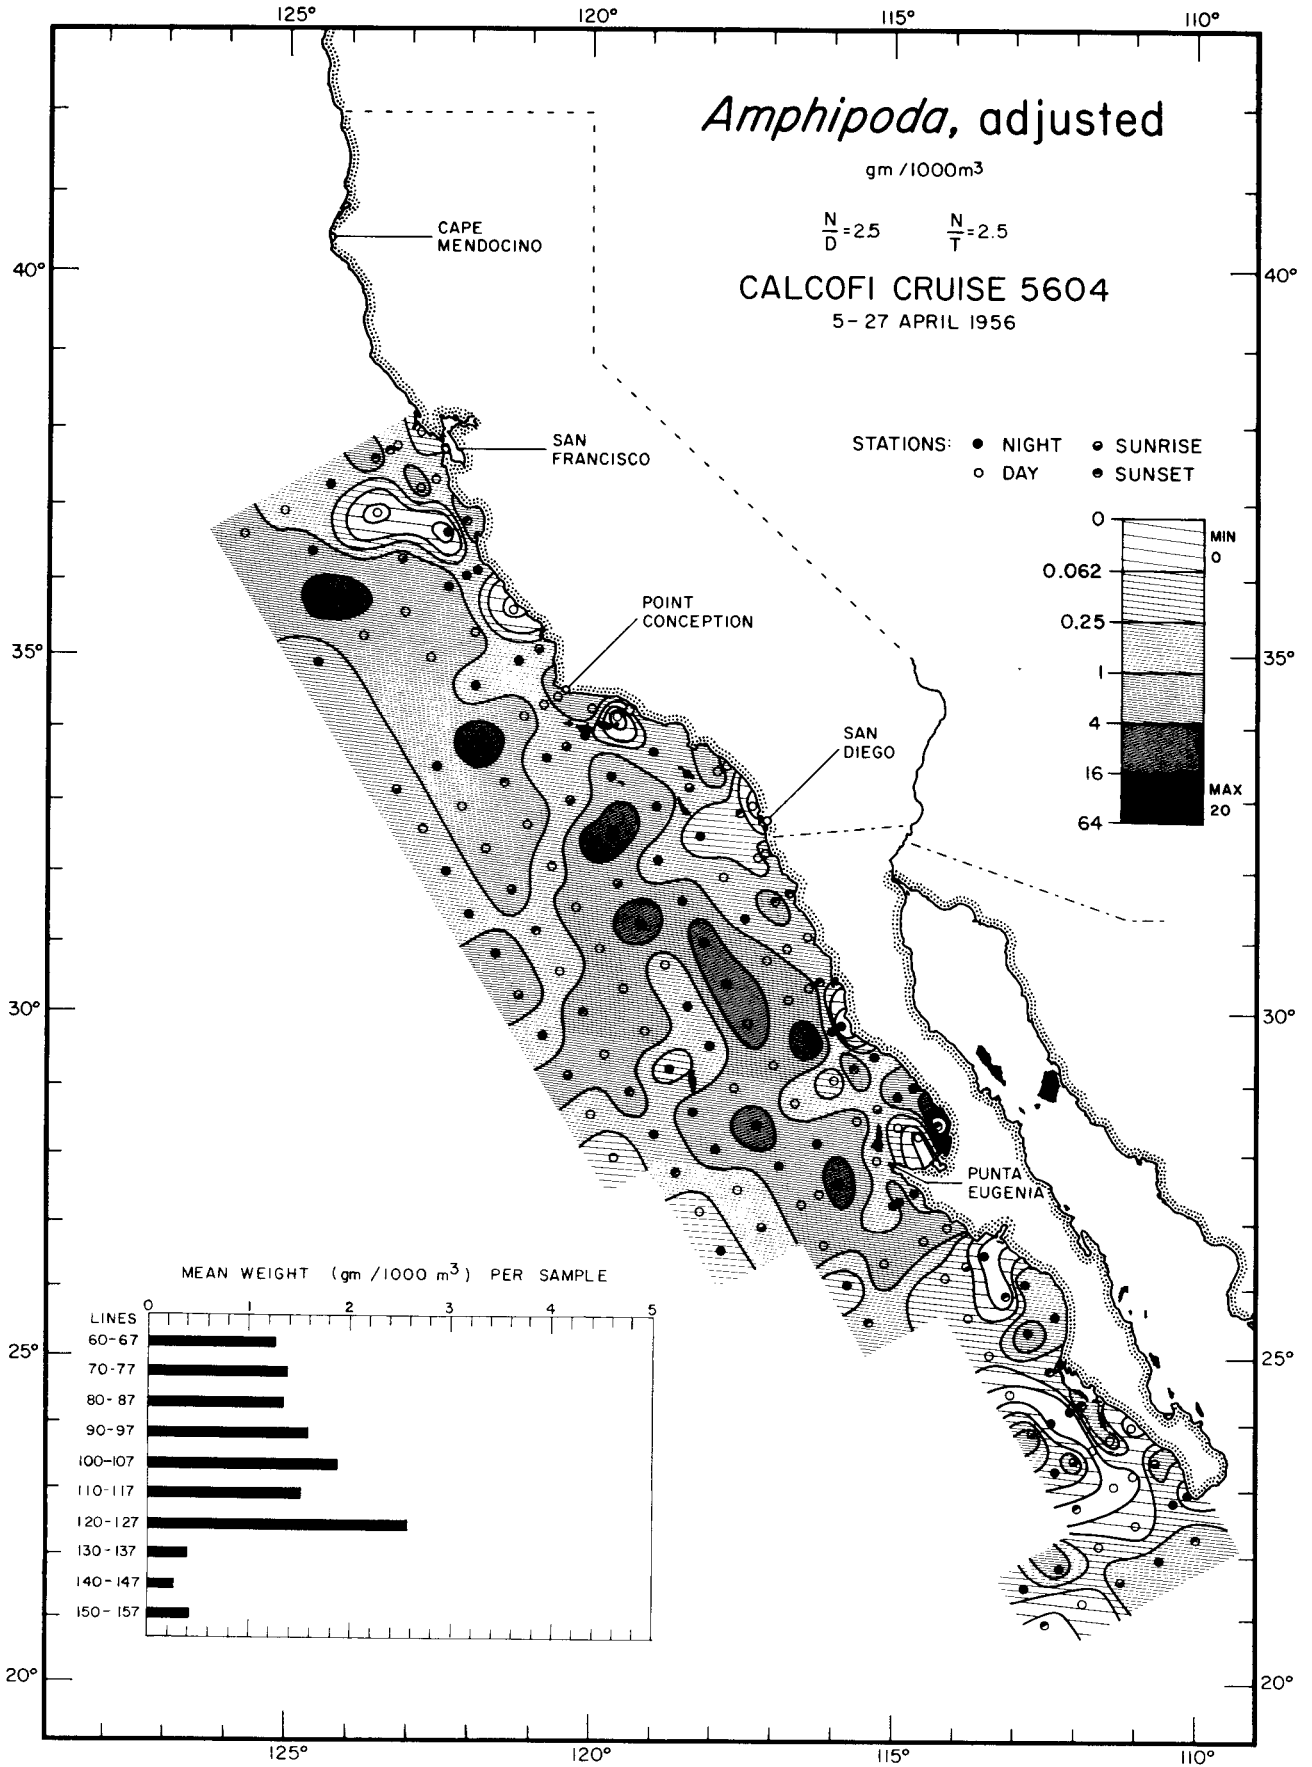 125° 120° 115° 110°
Amphipoda, adjusted
gm /1000m³
N/D = 2.5 N/T = 2.5
CALCOFI CRUISE 5604
5-27 APRIL 1956
CAPE
MENDOCINO
40° 40°
SAN
FRANCISCO
STATIONS: NIGHT SUNRISE
DAY SUNSET
0
MIN
0
0.062
0.25
1
4
16
MAX
20
64
POINT
CONCEPTION
35° 35°
SAN
DIEGO
30° 30°
PUNTA
EUGENIA
MEAN WEIGHT (gm /1000 m³) PER SAMPLE
LINES 0 1 2 3 4 5
60-67
70-77
80-87
90-97
100-107
110-117
120-127
130-137
140-147
150-157
25° 25°
20° 20°
125° 120° 115° 110°